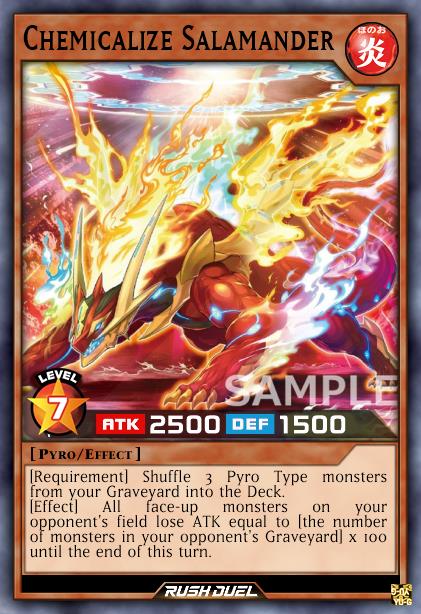 CHEMICALIZE SALAMANDER
ほのお
炎
SAMPLE
LEVEL
7
ATK 2500 DEF 1500
[PYRO/EFFECT]
[Requirement] Shuffle 3 Pyro Type monsters
from your Graveyard into the Deck.
[Effect] All face-up monsters on your
opponent's field lose ATK equal to [the number
of monsters in your opponent's Graveyard] x 100
until the end of this turn.
RUSH DUEL